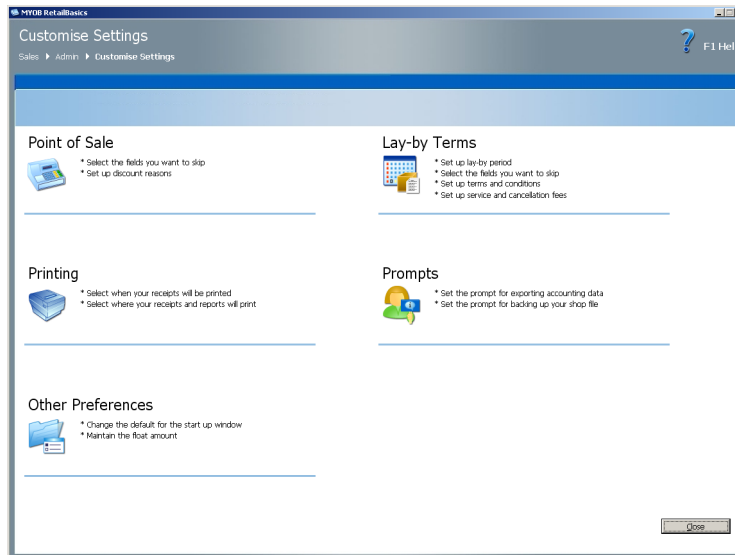 MYOB RetailBasics
Customise Settings
F1 Hel
Sales ▶ Admin ▶ Customise Settings
Point of Sale
* Select the fields you want to skip
* Set up discount reasons
Lay-by Terms
* Set up lay-by period
* Select the fields you want to skip
* Set up terms and conditions
* Set up service and cancellation fees
Printing
* Select when your receipts will be printed
* Select where your receipts and reports will print
Prompts
* Set the prompt for exporting accounting data
* Set the prompt for backing up your shop file
Other Preferences
* Change the default for the start up window
* Maintain the float amount
Close